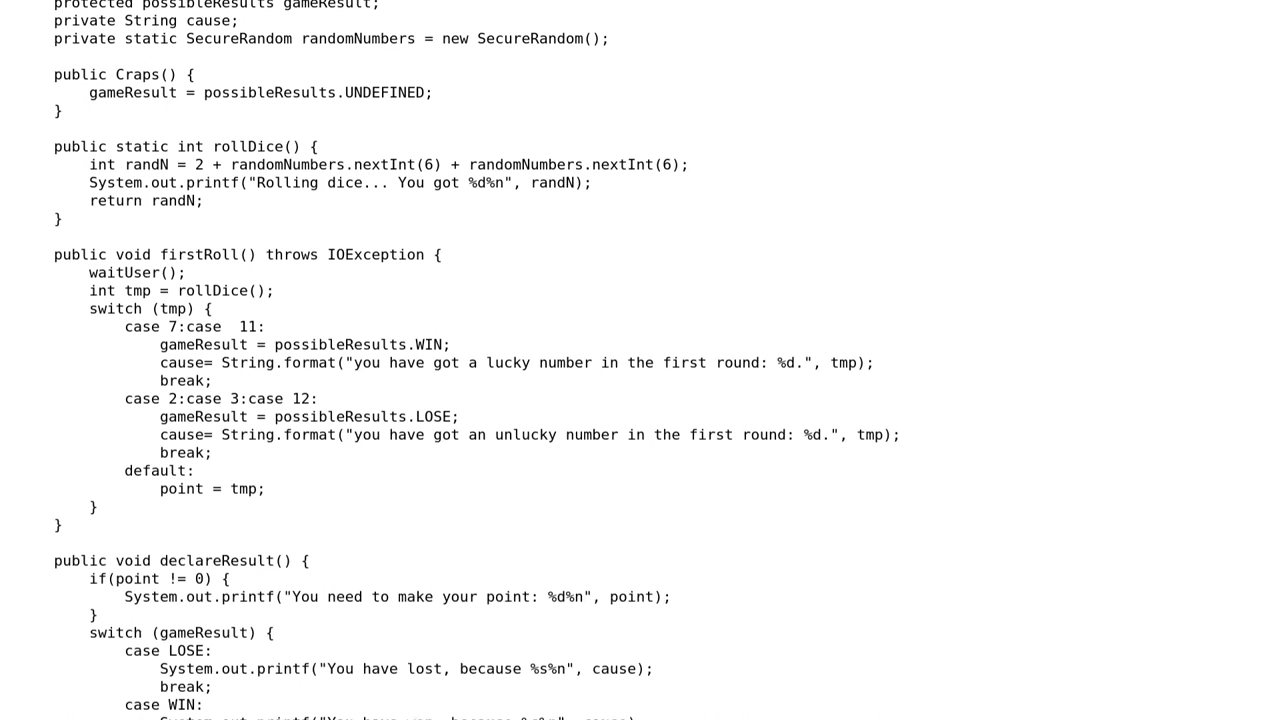 protected possibleResults gameResult;
private String cause;
private static SecureRandom randomNumbers = new SecureRandom();
public Craps() {
gameResult = possibleResults.UNDEFINED;
}
public static int rollDice() {
int randN = 2 + randomNumbers.nextInt(6) + randomNumbers.nextInt(6);
System.out.printf("Rolling dice... You got %d%n", randN);
return randN;
}
public void firstRoll() throws IOException {
waitUser();
int tmp = rollDice();
switch (tmp) {
case 7:case  11:
gameResult = possibleResults.WIN;
cause= String.format("you have got a lucky number in the first round: %d.", tmp);
break;
case 2:case 3:case 12:
gameResult = possibleResults.LOSE;
cause= String.format("you have got an unlucky number in the first round: %d.", tmp);
break;
default:
point = tmp;
}
}
public void declareResult() {
if(point != 0) {
System.out.printf("You need to make your point: %d%n", point);
}
switch (gameResult) {
case LOSE:
System.out.printf("You have lost, because %s%n", cause);
break;
case WIN: